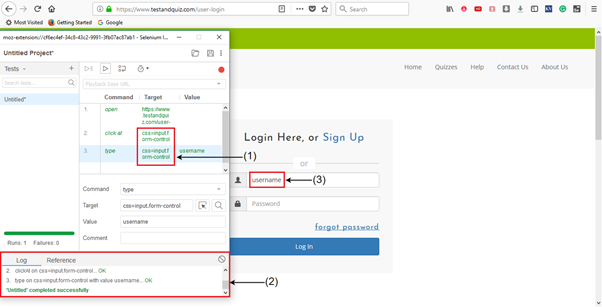 https://www.testandquiz.com/user-login
Search
Most Visited
Getting Started
Google
moz-extension://cf6ec4ef-34c8-43c2-9991-3fb07ac87ab1 - Selenium I...
Untitled Project*
Tests
Search tests...
Untitled*
Playback base URL
Command Target Value
1. open https://www
.testandqui
z.com/user-
2. click at css=input.f
orm-control
3. type css=input.f username
orm-control
Command type
Target css=input.form-control
Value username
Comment
Runs: 1 Failures: 0
Log Reference
2. clickAt on css=input.form-control... OK
3. type on css=input.form-control with value username... OK
'Untitled' completed successfully
Home Quizzes Help Contact Us About Us
Login Here, or Sign Up
or
username
Password
forgot password
Log In
(1)
(3)
(2)